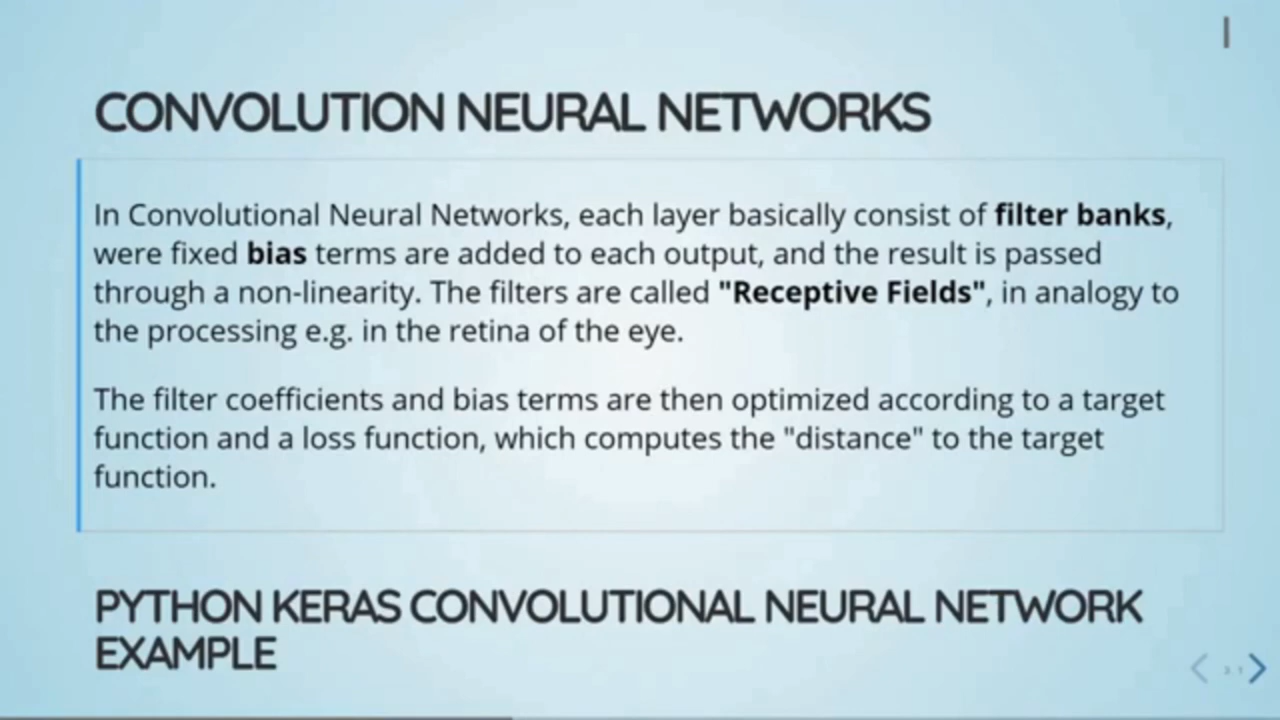 CONVOLUTION NEURAL NETWORKS
In Convolutional Neural Networks, each layer basically consist of filter banks,
were fixed bias terms are added to each output, and the result is passed
through a non-linearity. The filters are called "Receptive Fields", in analogy to
the processing e.g. in the retina of the eye.
The filter coefficients and bias terms are then optimized according to a target
function and a loss function, which computes the "distance" to the target
function.
PYTHON KERAS CONVOLUTIONAL NEURAL NETWORK
EXAMPLE